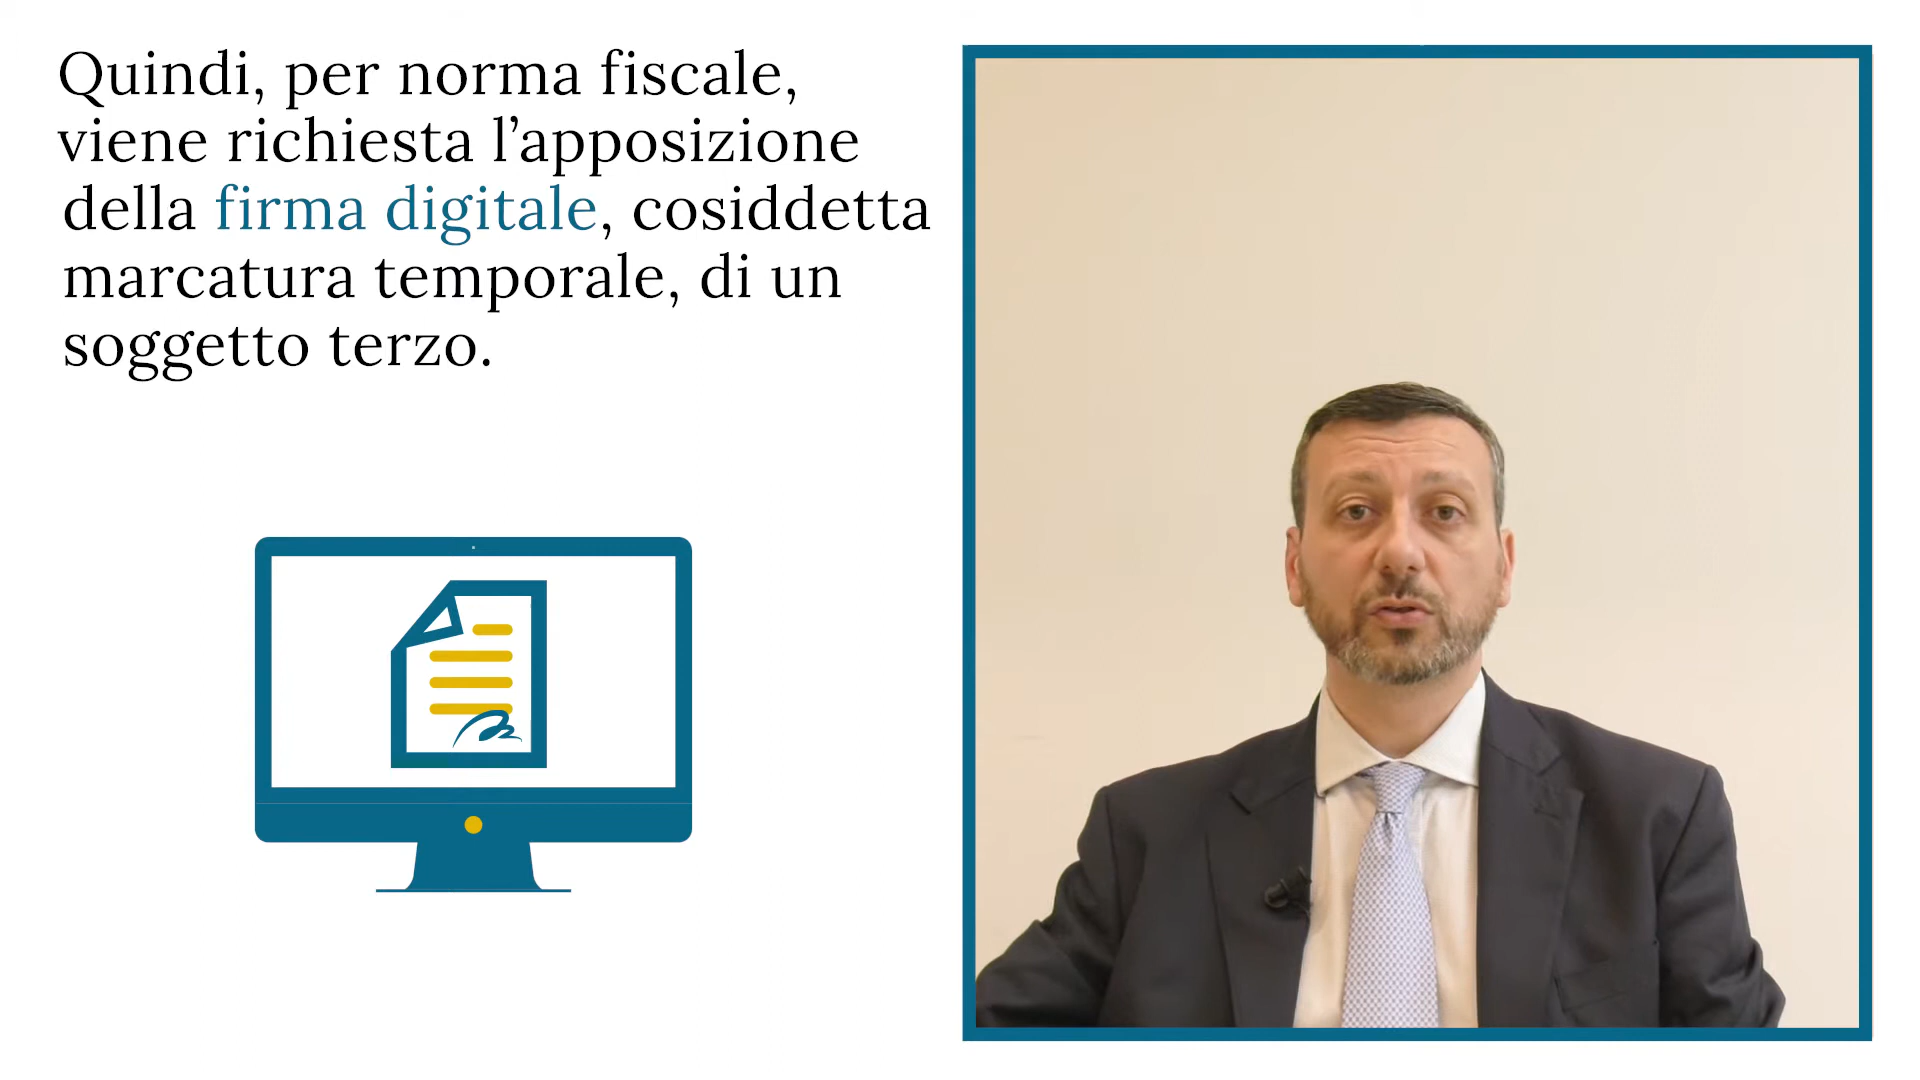 Quindi, per norma fiscale,
viene richiesta l’apposizione
della firma digitale, cosiddetta
marcatura temporale, di un
soggetto terzo.